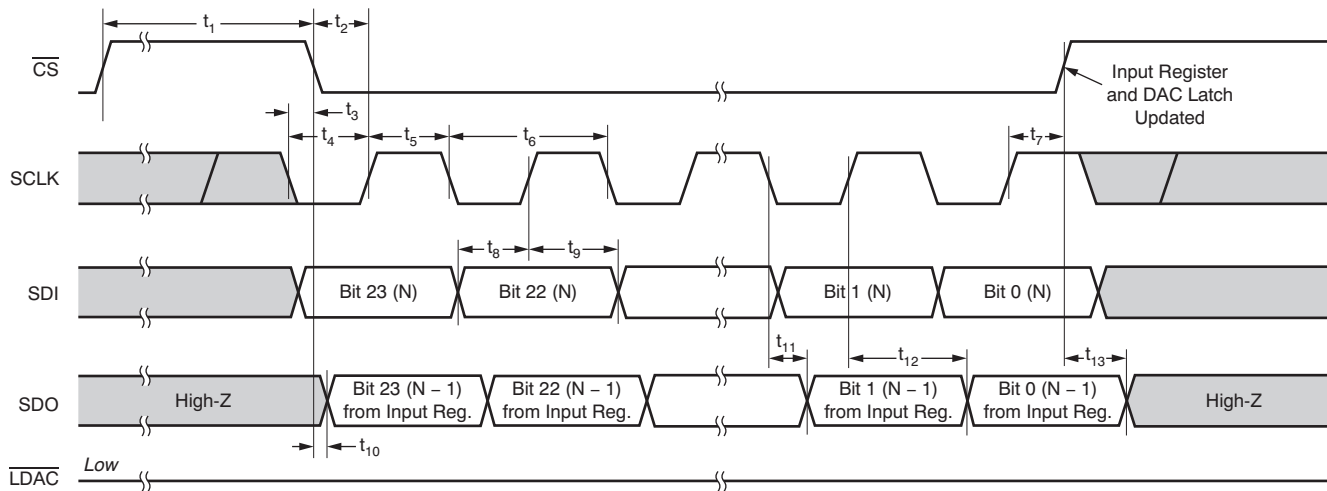 t1
t2
CS
Input Register
and DAC Latch
Updated
t3
t4
t5
t6
t7
SCLK
t8
t9
SDI
Bit 23 (N)
Bit 22 (N)
Bit 1 (N)
Bit 0 (N)
t11
t12
t13
SDO
High-Z
Bit 23 (N – 1)
from Input Reg.
Bit 22 (N – 1)
from Input Reg.
Bit 1 (N – 1)
from Input Reg.
Bit 0 (N – 1)
from Input Reg.
High-Z
t10
LDAC
Low